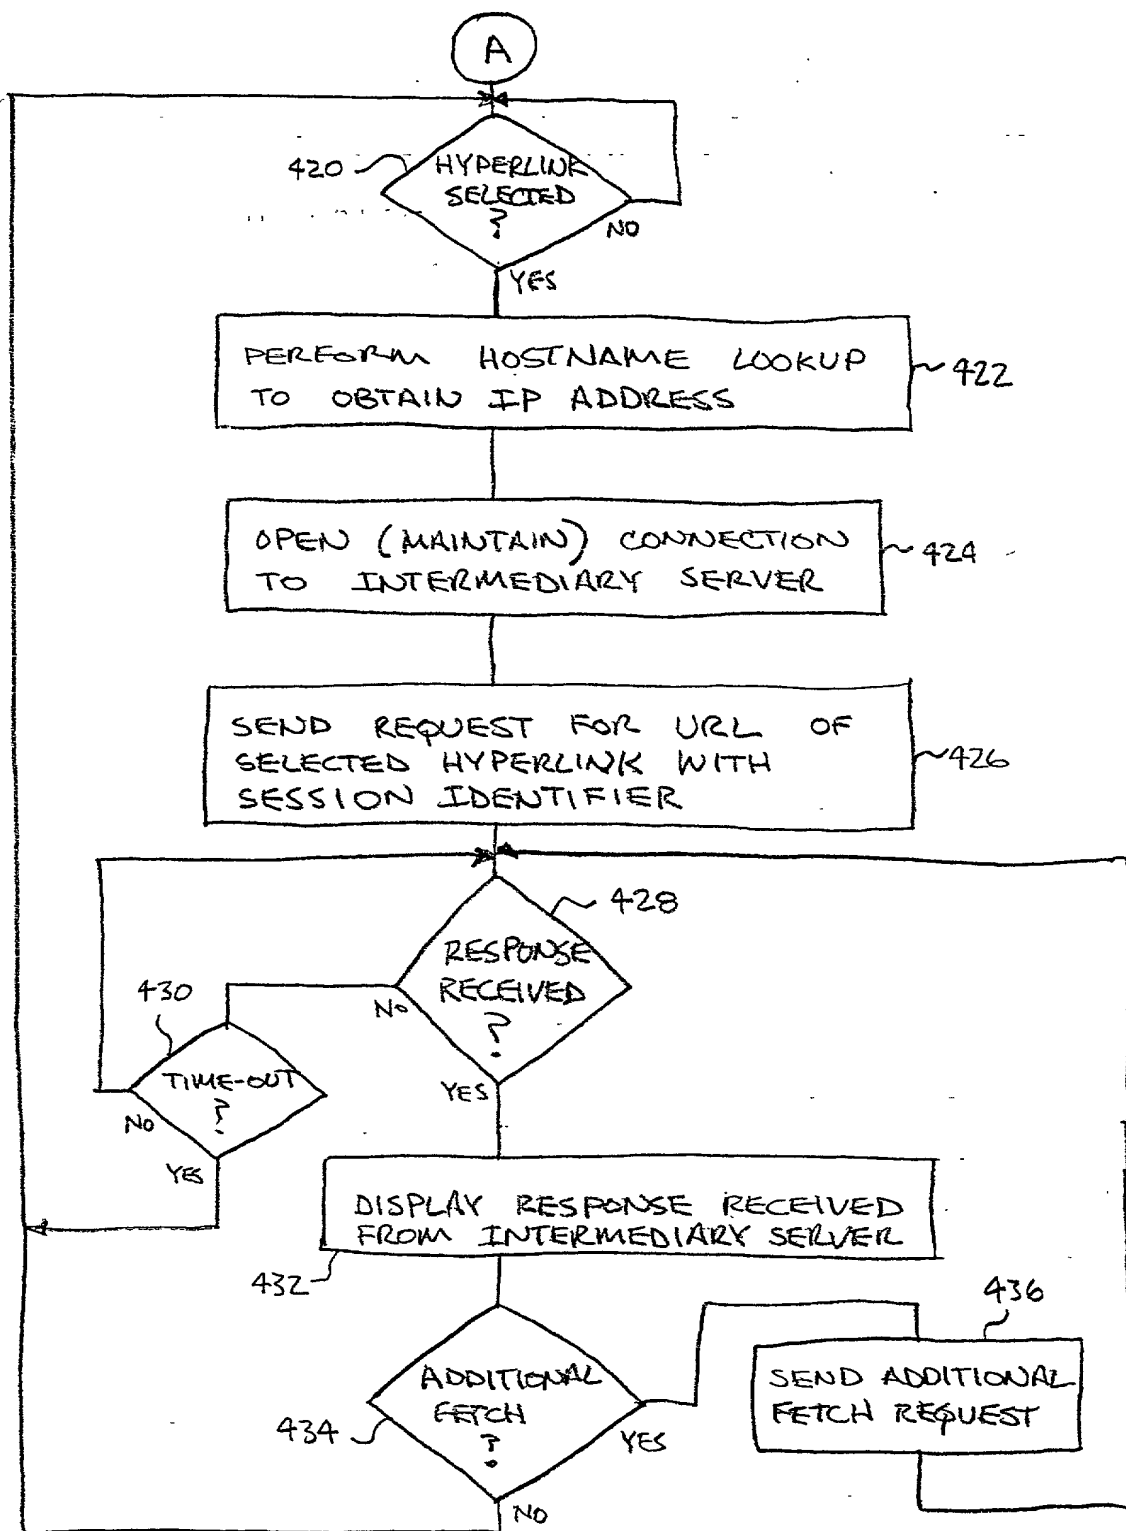 A
420
HYPERLINK
SELECTED
?
NO
YES
PERFORM HOSTNAME LOOKUP
TO OBTAIN IP ADDRESS
422
OPEN (MAINTAIN) CONNECTION
TO INTERMEDIARY SERVER
424
SEND REQUEST FOR URL OF
SELECTED HYPERLINK WITH
SESSION IDENTIFIER
426
428
RESPONSE
RECEIVED
?
NO
YES
430
TIME-OUT
?
NO
YES
DISPLAY RESPONSE RECEIVED
FROM INTERMEDIARY SERVER
432
ADDITIONAL
FETCH
?
434
YES
NO
436
SEND ADDITIONAL
FETCH REQUEST